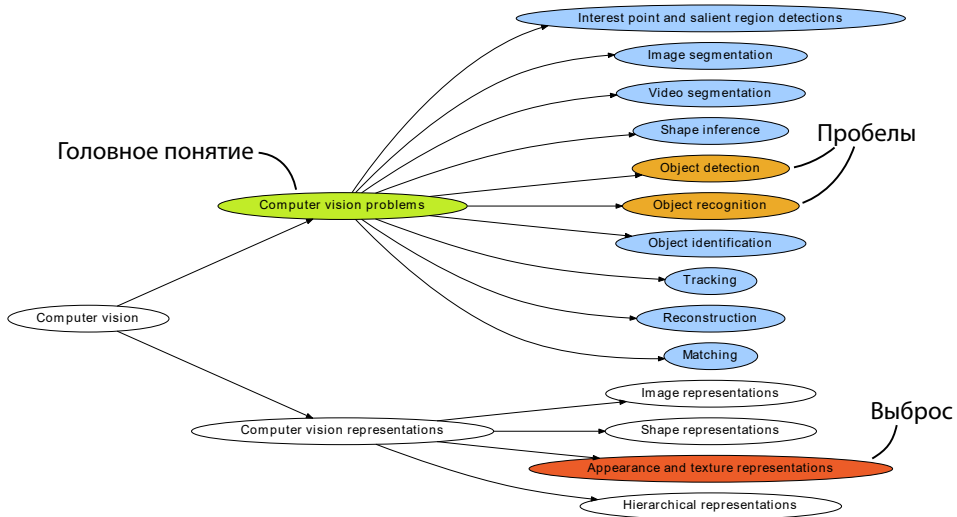 Interest point and salient region detections
Image segmentation
Video segmentation
Shape inference
Пробелы
Головное понятие
Object detection
Computer vision problems
Object recognition
Object identification
Tracking
Computer vision
Reconstruction
Matching
Image representations
Выброс
Computer vision representations
Shape representations
Appearance and texture representations
Hierarchical representations